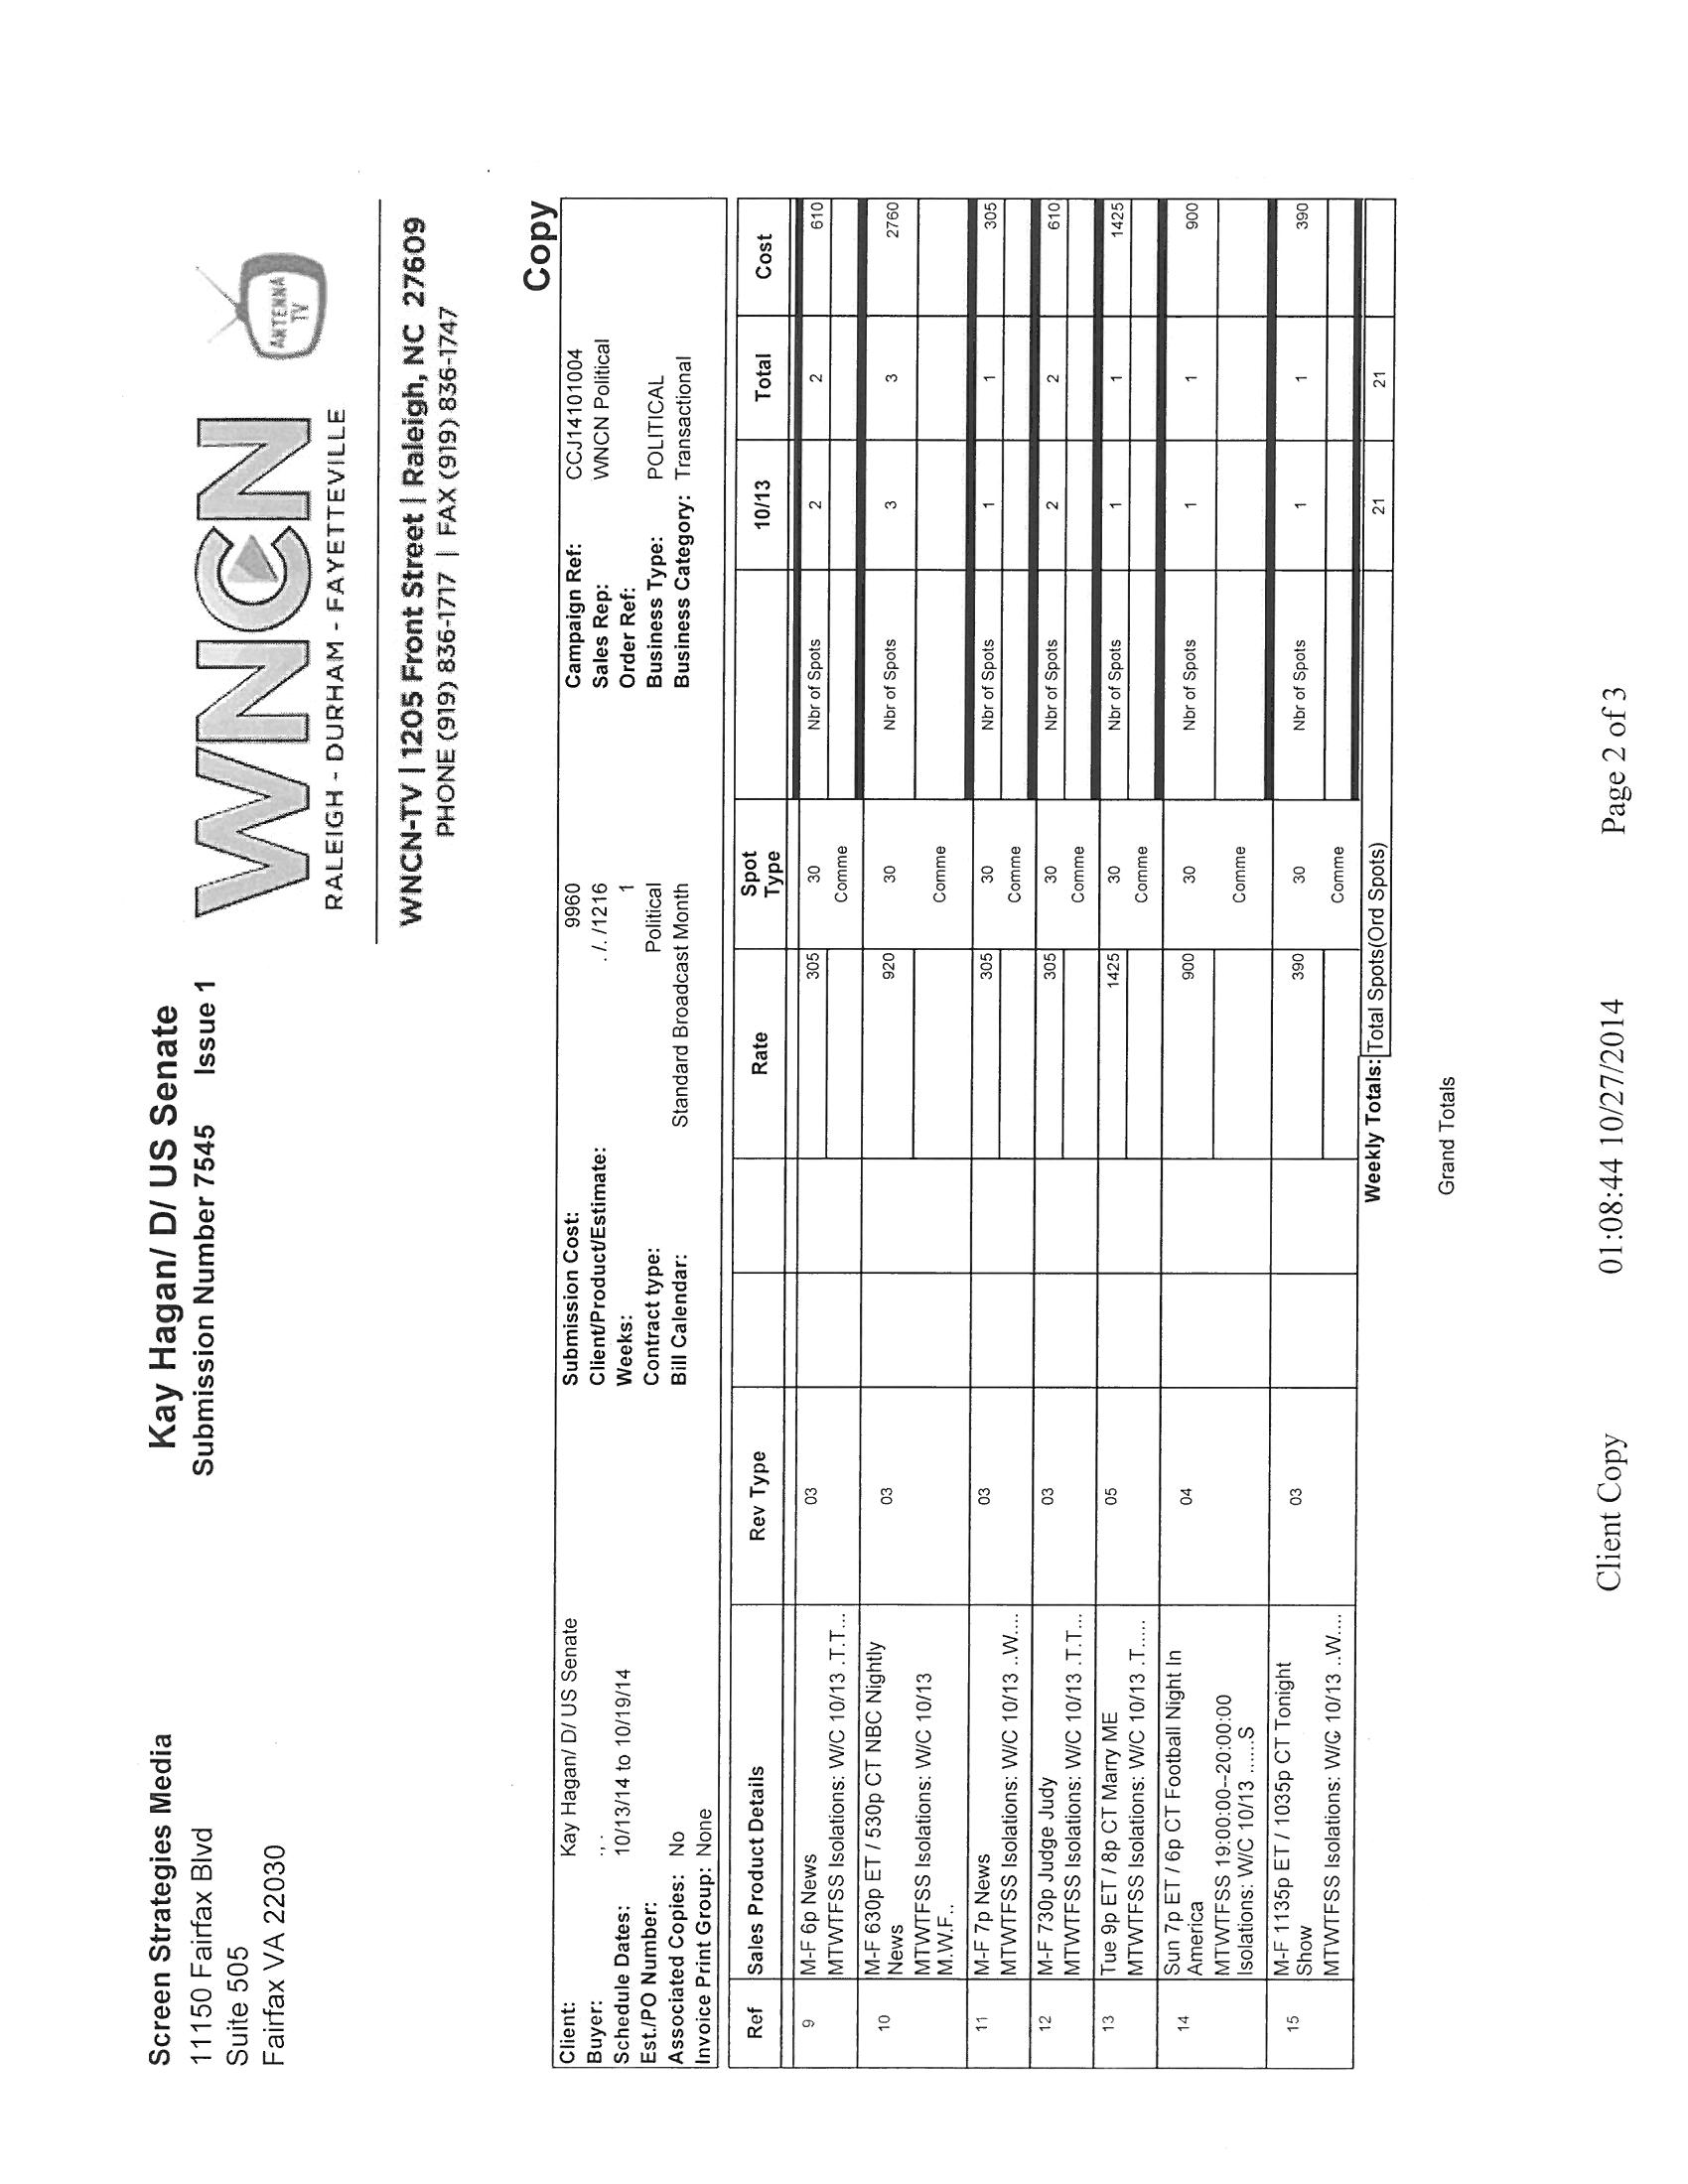 Screen Strategies Media
11150 Fairfax Blvd
Suite 505
Fairfax VA 22030
Kay Hagan/ D/ US Senate
Submission Number 7545 Issue 1
WNCN
RALEIGH - DURHAM - FAYETTEVILLE
ANTENNA
TV
WNCN-TV | 1205 Front Street | Raleigh, NC 27609
PHONE (919) 836-1717 | FAX (919) 836-1747
Copy
Client: Kay Hagan/ D/ US Senate Submission Cost: 9960 Campaign Ref: CCJ14101004
Buyer: ., . Client/Product/Estimate: ./. /1216 Sales Rep: WNCN Political
Schedule Dates: 10/13/14 to 10/19/14 Weeks: 1 Order Ref:
Est./PO Number: Contract type: Political Business Type: POLITICAL
Associated Copies: No Bill Calendar: Standard Broadcast Month Business Category: Transactional
Invoice Print Group: None
Ref Sales Product Details Rev Type Rate Spot Type 10/13 Total Cost
9 M-F 6p News 03 305 30 Nbr of Spots 2 2 610
MTWTFSS Isolations: W/C 10/13 .T.T... Comme
10 M-F 630p ET / 530p CT NBC Nightly 03 920 30 Nbr of Spots 3 3 2760
News
MTWTFSS Isolations: W/C 10/13 Comme
M.W.F..
11 M-F 7p News 03 305 30 Nbr of Spots 1 1 305
MTWTFSS Isolations: W/C 10/13 ..W.... Comme
12 M-F 730p Judge Judy 03 305 30 Nbr of Spots 2 2 610
MTWTFSS Isolations: W/C 10/13 .T.T... Comme
13 Tue 9p ET / 8p CT Marry ME 05 1425 30 Nbr of Spots 1 1 1425
MTWTFSS Isolations: W/C 10/13 .T..... Comme
14 Sun 7p ET / 6p CT Football Night In 04 900 30 Nbr of Spots 1 1 900
America
MTWTFSS 19:00:00--20:00:00 Comme
Isolations: W/C 10/13 ......S
15 M-F 1135p ET / 1035p CT Tonight 03 390 30 Nbr of Spots 1 1 390
Show
MTWTFSS Isolations: W/C 10/13 ..W.... Comme
Weekly Totals: Total Spots(Ord Spots) 21 21
Grand Totals
Client Copy 01:08:44 10/27/2014 Page 2 of 3